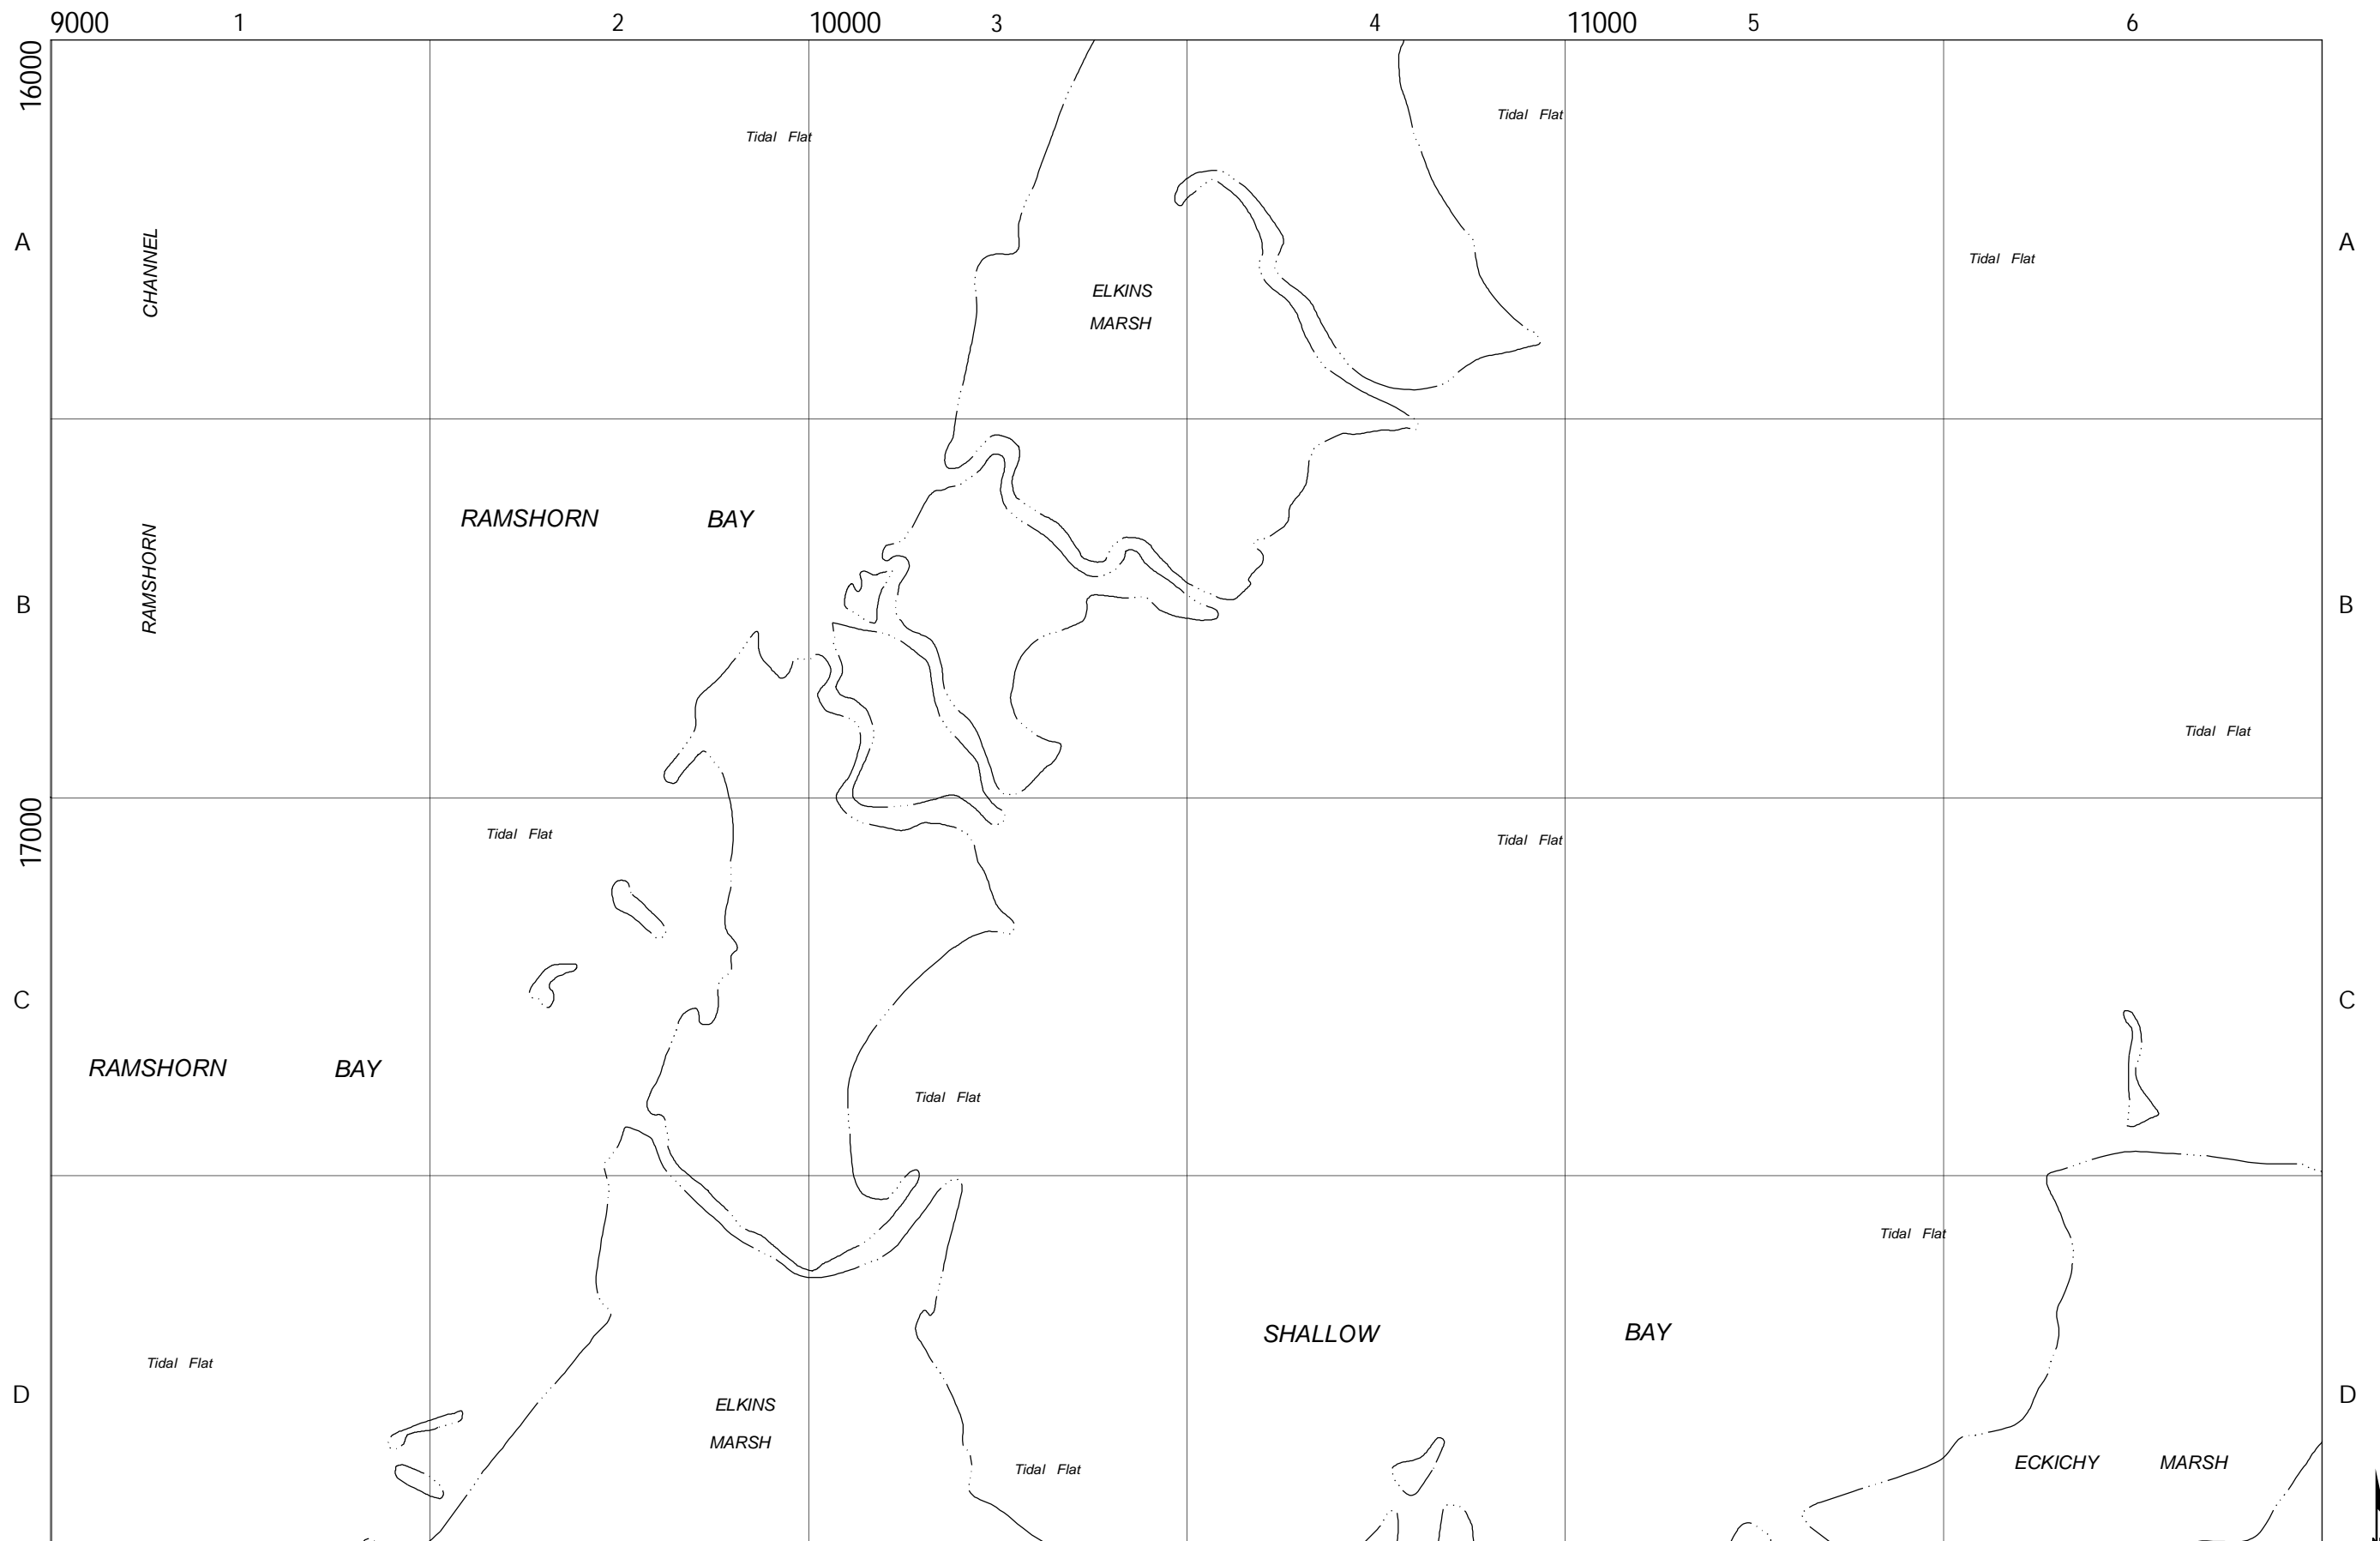 9000 1 2 10000 3 4 11000 5 6
16000
Tidal Flat
Tidal Flat
A
A
CHANNEL
Tidal Flat
ELKINS
MARSH
RAMSHORN BAY
RAMSHORN
B
B
Tidal Flat
17000
Tidal Flat
Tidal Flat
C
C
RAMSHORN BAY
Tidal Flat
Tidal Flat
SHALLOW BAY
Tidal Flat
D
D
ELKINS
MARSH
ECKICHY MARSH
Tidal Flat